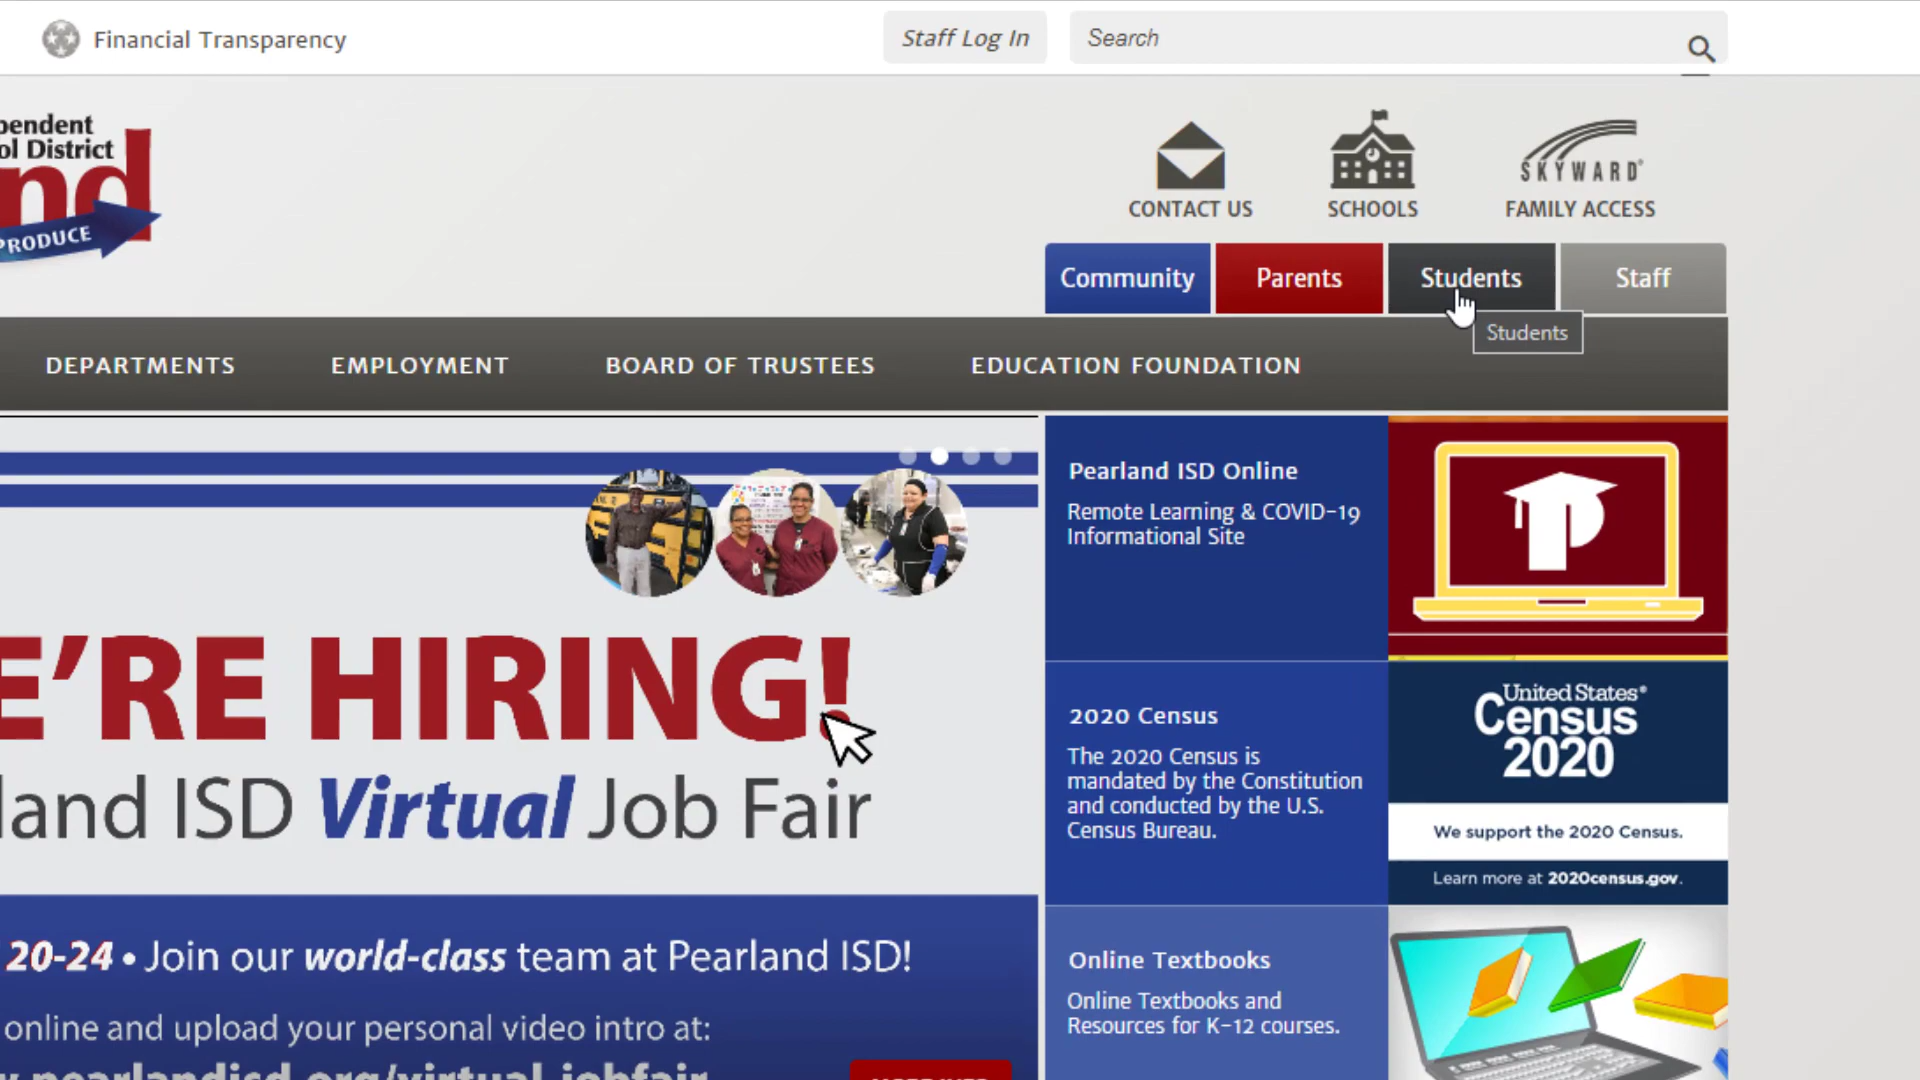 Financial Transparency
Staff Log In
Search
pendent
ol District
nd
PRODUCE
CONTACT US
SCHOOLS
SKYWARD®
FAMILY ACCESS
Community
Parents
Students
Staff
Students
DEPARTMENTS
EMPLOYMENT
BOARD OF TRUSTEES
EDUCATION FOUNDATION
E'RE HIRING!
land ISD Virtual Job Fair
20-24 • Join our world-class team at Pearland ISD!
online and upload your personal video intro at:
pearlandisd.org/virtual-jobfair
Pearland ISD Online
Remote Learning & COVID-19
Informational Site
P
2020 Census
The 2020 Census is
mandated by the Constitution
and conducted by the U.S.
Census Bureau.
United States®
Census
2020
We support the 2020 Census.
Learn more at 2020census.gov.
Online Textbooks
Online Textbooks and
Resources for K-12 courses.